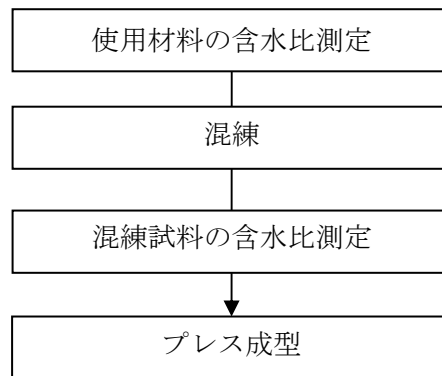 使用材料の含水比測定
混練
混練試料の含水比測定
プレス成型